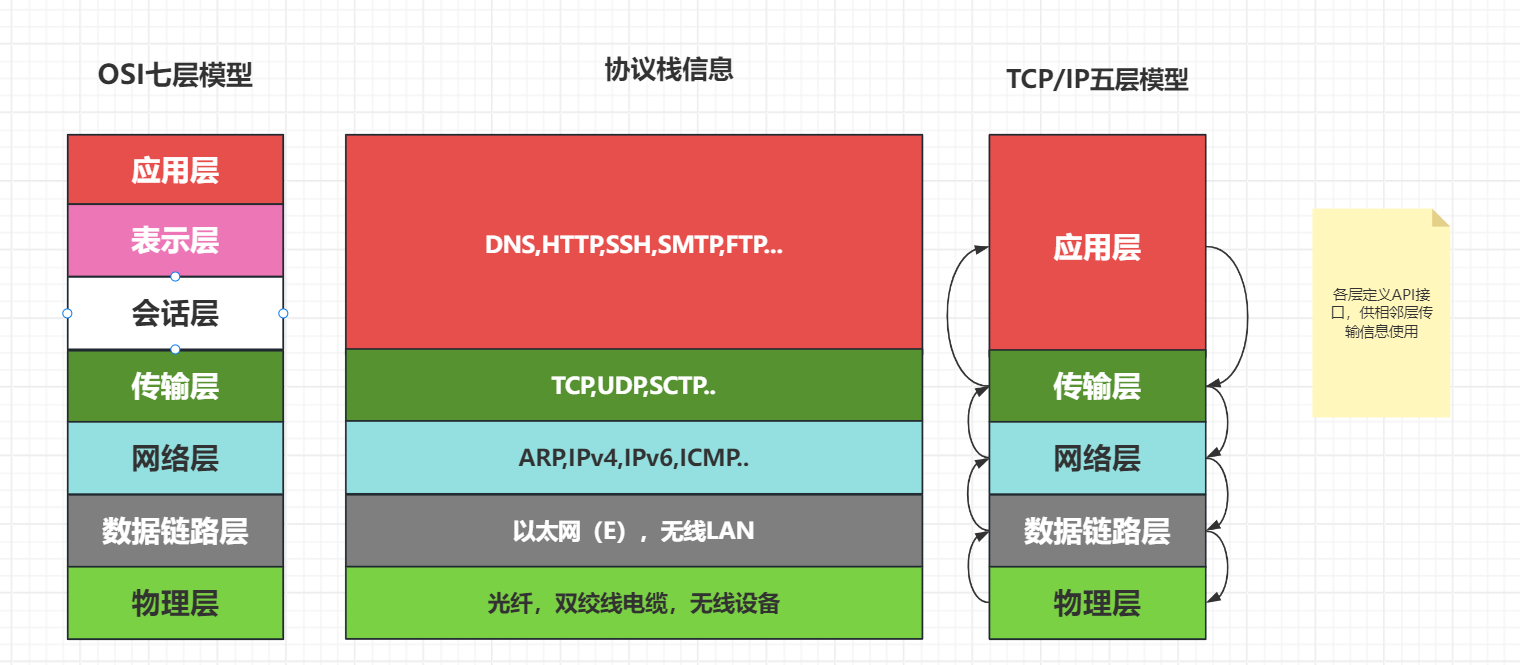 OSI七层模型
协议栈信息
TCP/IP五层模型
应用层
表示层
会话层
传输层
网络层
数据链路层
物理层
DNS,HTTP,SSH,SMTP,FTP...
TCP,UDP,SCTP..
ARP,IPv4,IPv6,ICMP..
以太网（E），无线LAN
光纤，双绞线电缆，无线设备
应用层
传输层
网络层
数据链路层
物理层
各层定义API接
口，供相邻层传
输信息使用